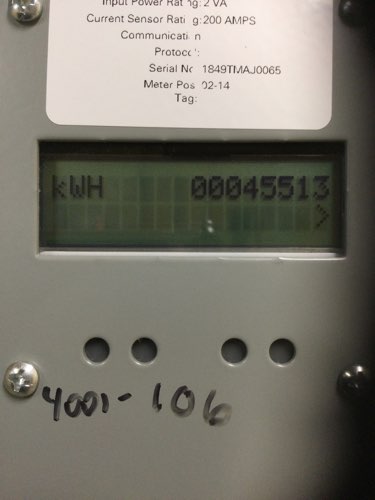 Input Power Rating: 2 VA
Current Sensor Rating: 200 AMPS
Communication
Protocol:
Serial No 1849TMAJ0065
Meter Pos 02-14
Tag:
kWH 00045513
>
4001-106